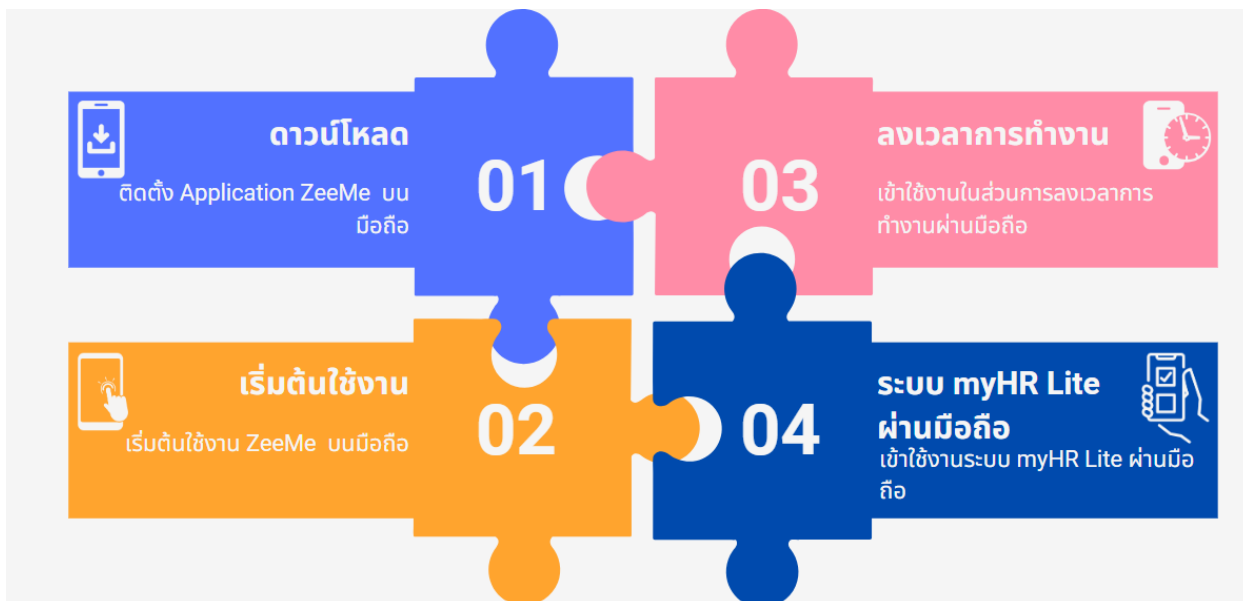 ดาวน์โหลด
ติดตั้ง Application ZeeMe บน
มือถือ
01
เริ่มต้นใช้งาน
เริ่มต้นใช้งาน ZeeMe บนมือถือ
02
03
ลงเวลาการทำงาน
เข้าใช้งานในส่วนการลงเวลาการ
ทำงานผ่านมือถือ
04
ระบบ myHR Lite
ผ่านมือถือ
เข้าใช้งานระบบ myHR Lite ผ่านมือ
ถือ